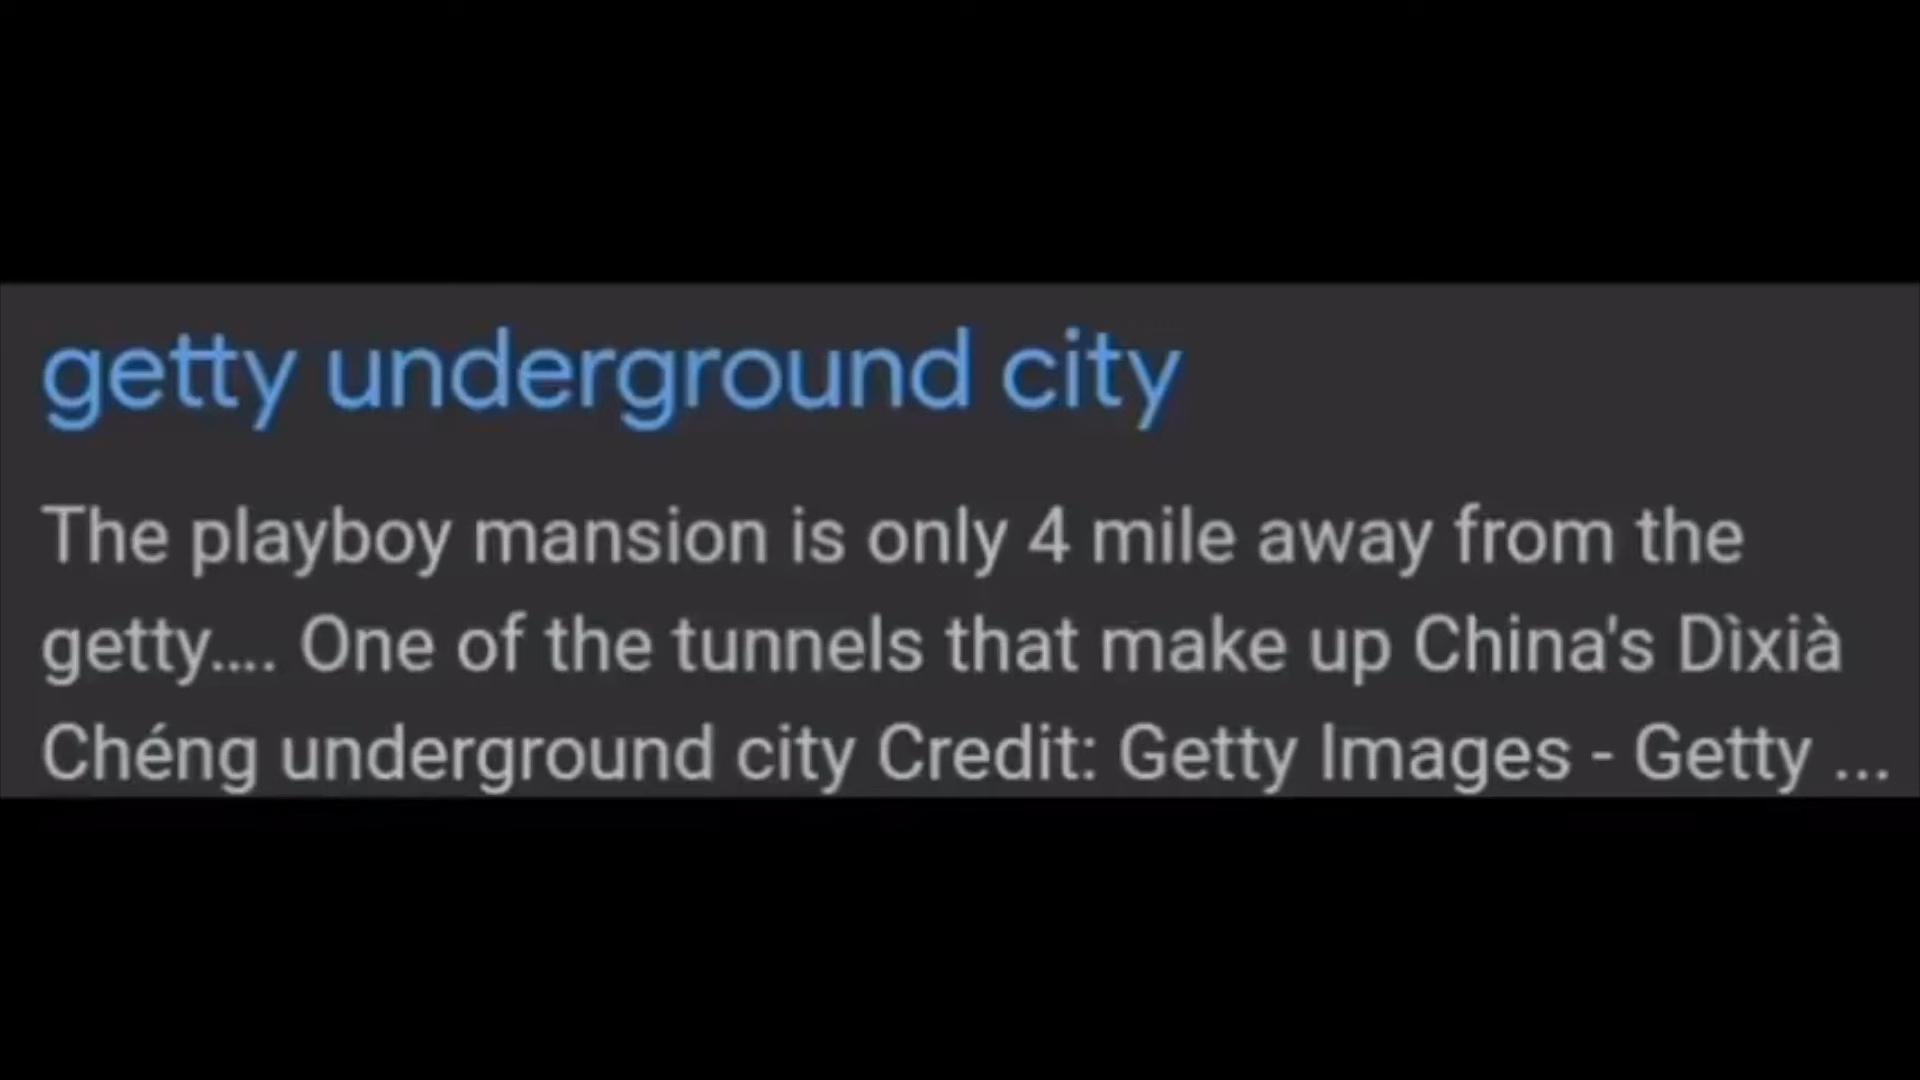 getty underground city
The playboy mansion is only 4 mile away from the
getty.... One of the tunnels that make up China's Dìxià
Chéng underground city Credit: Getty Images - Getty ...